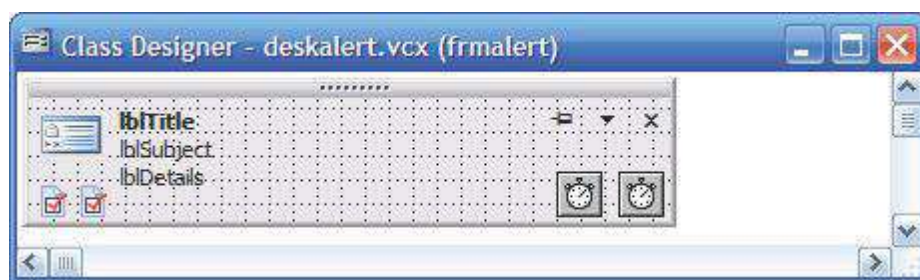 Class Designer - deskalert.vcx (frmalert)
lblTitle
lblSubject
lblDetails